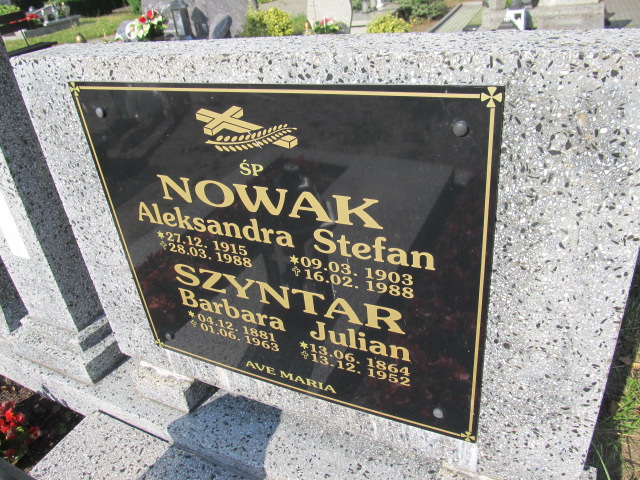 ŚP
NOWAK
Aleksandra Stefan
*27.12.1915 *09.03.1903
✞28.03.1988 ✞16.02.1988
SZYNTAR
Barbara Julian
*04.12.1881 *13.06.1864
✞01.06.1963 ✞13.12.1952
AVE MARIA